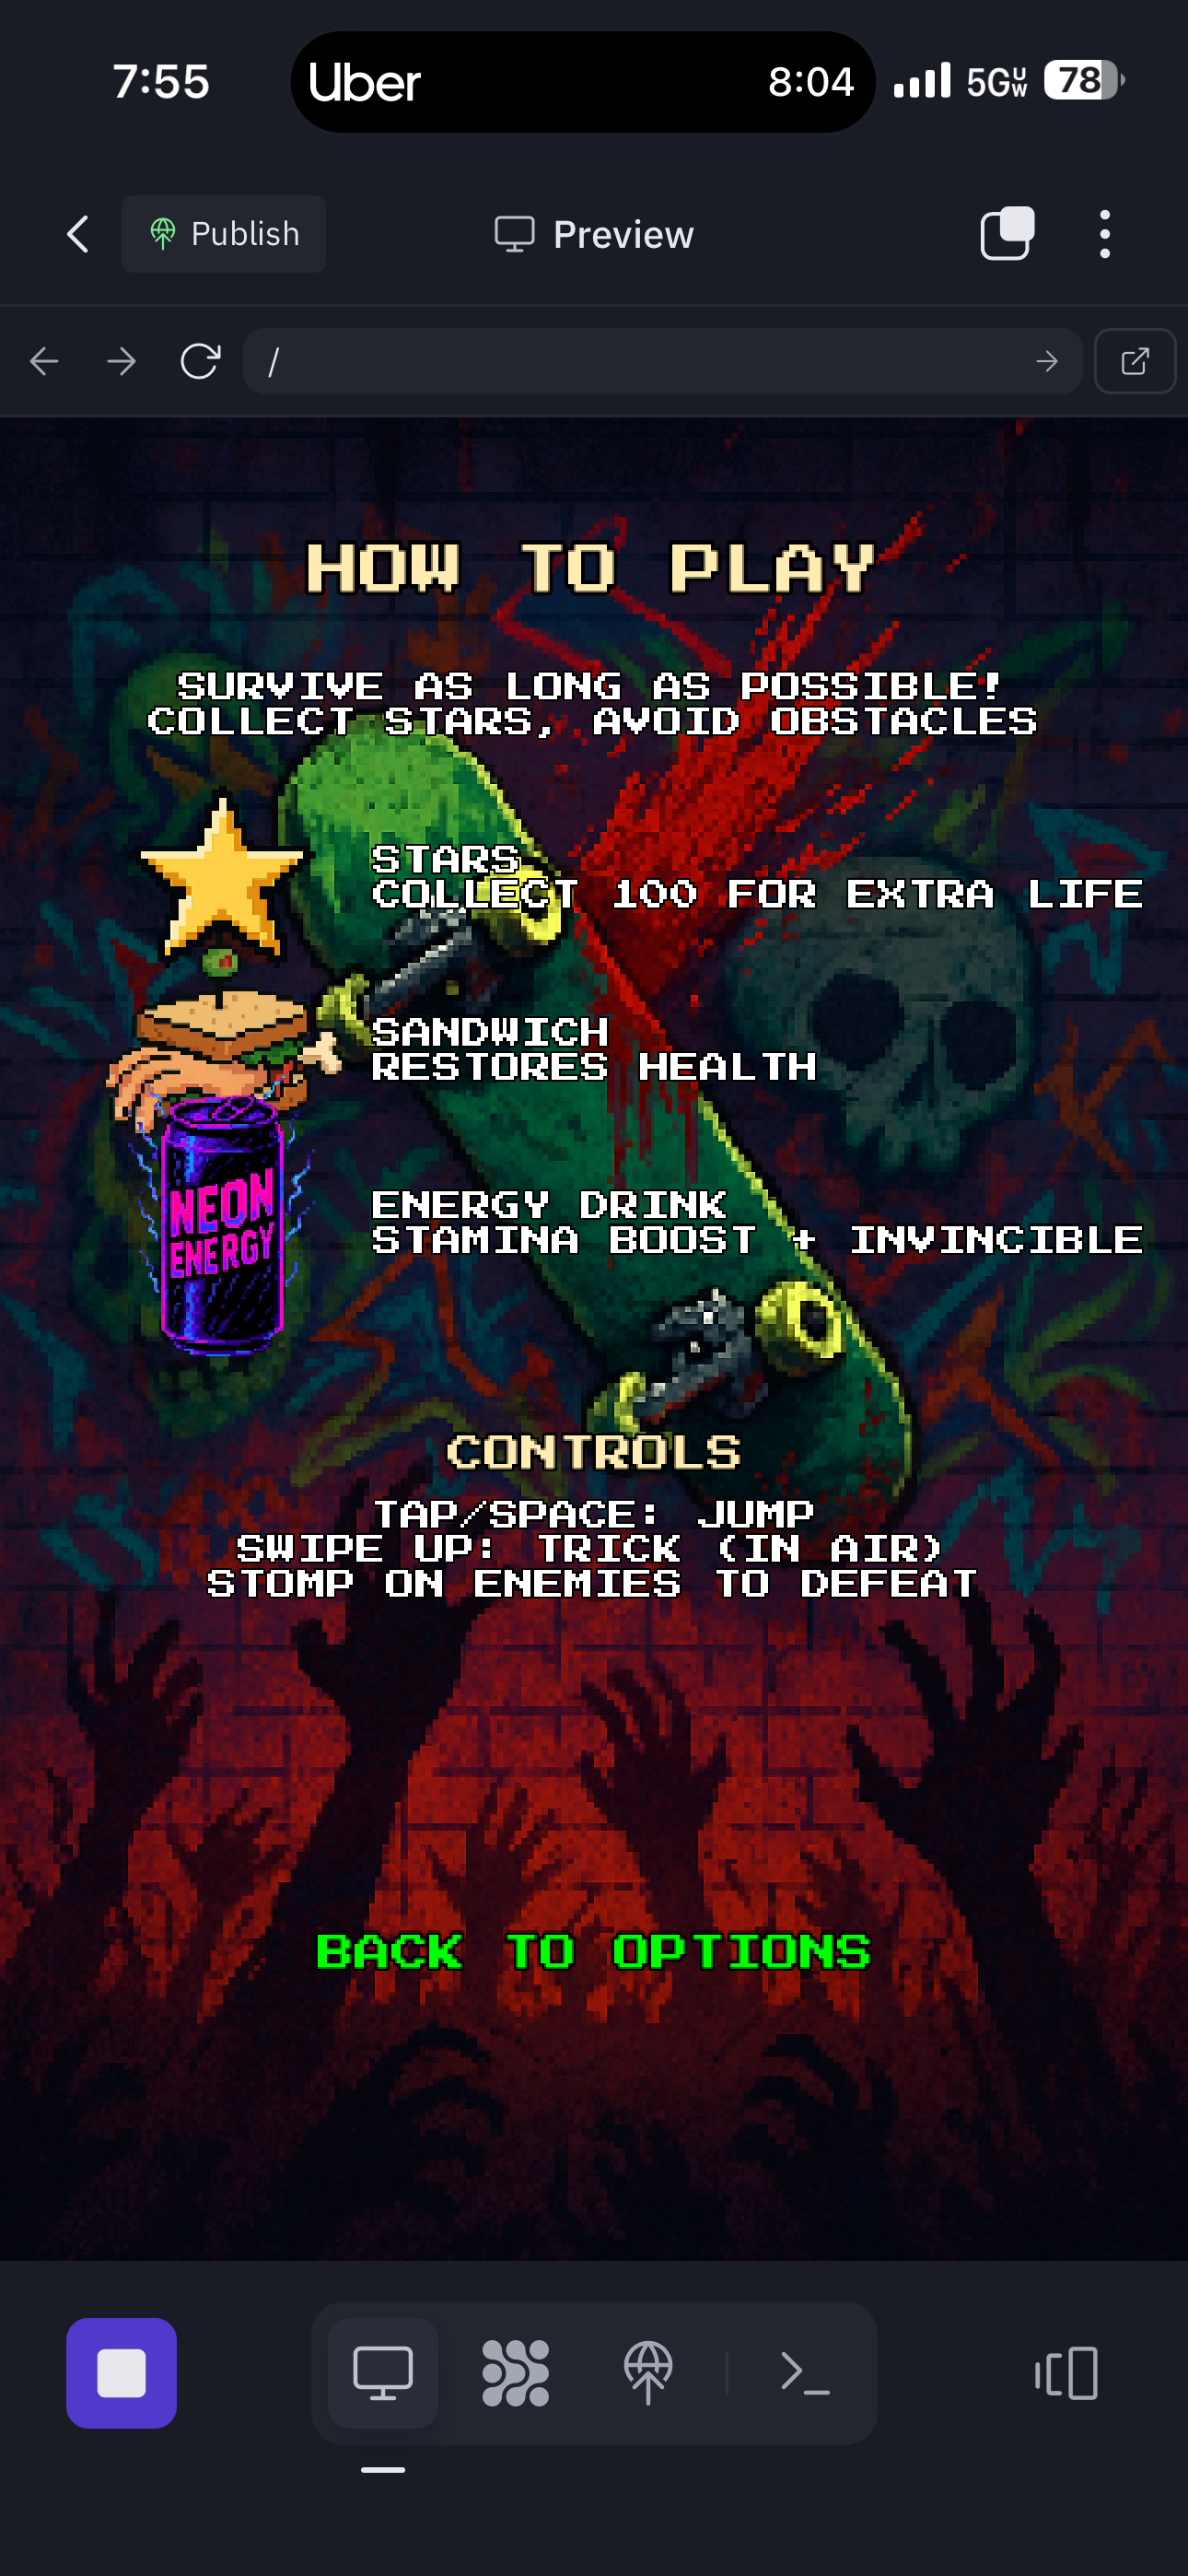 7:55
Uber
8:04
5GUW
78
Publish
Preview
/
HOW TO PLAY
SURVIVE AS LONG AS POSSIBLE!
COLLECT STARS, AVOID OBSTACLES
STARS
COLLECT 100 FOR EXTRA LIFE
SANDWICH
RESTORES HEALTH
NEON
ENERGY
ENERGY DRINK
STAMINA BOOST + INVINCIBLE
CONTROLS
TAP/SPACE: JUMP
SWIPE UP: TRICK (IN AIR)
STOMP ON ENEMIES TO DEFEAT
BACK TO OPTIONS